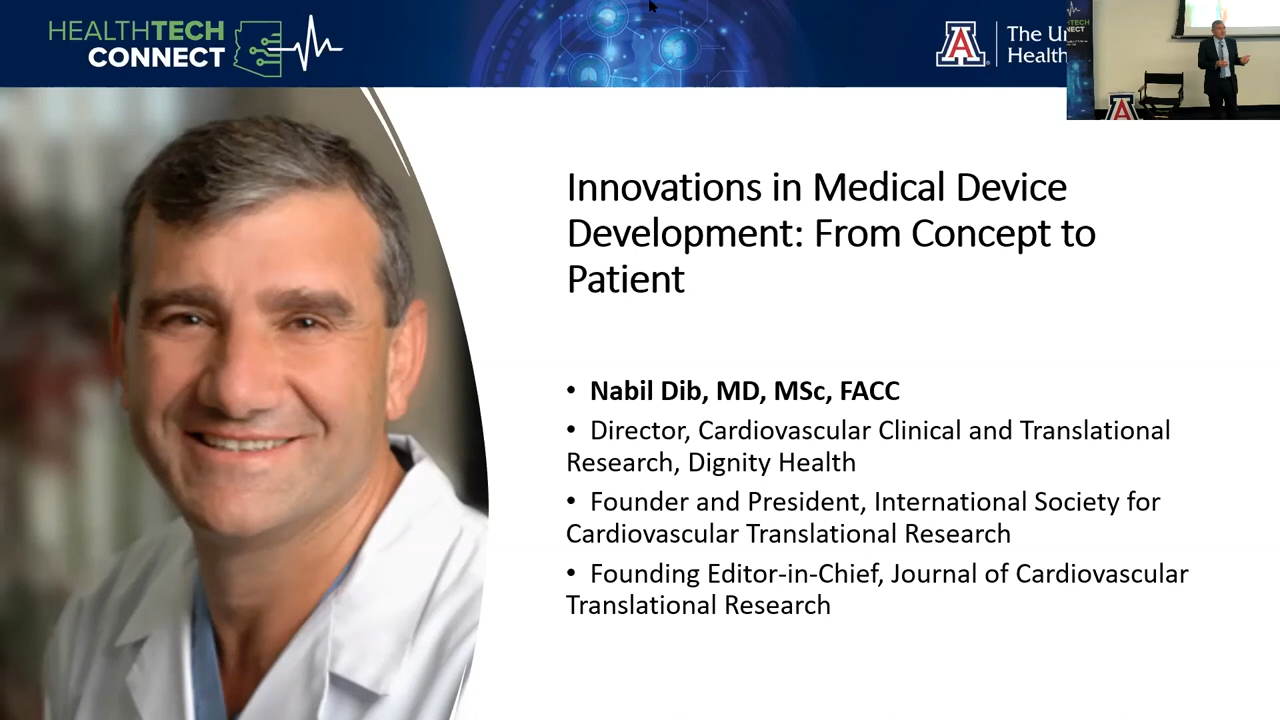 HEALTHTECH
CONNECT
A
The
Health
A
Innovations in Medical Device
Development: From Concept to
Patient
• Nabil Dib, MD, MSc, FACC
• Director, Cardiovascular Clinical and Translational
Research, Dignity Health
• Founder and President, International Society for
Cardiovascular Translational Research
• Founding Editor-in-Chief, Journal of Cardiovascular
Translational Research